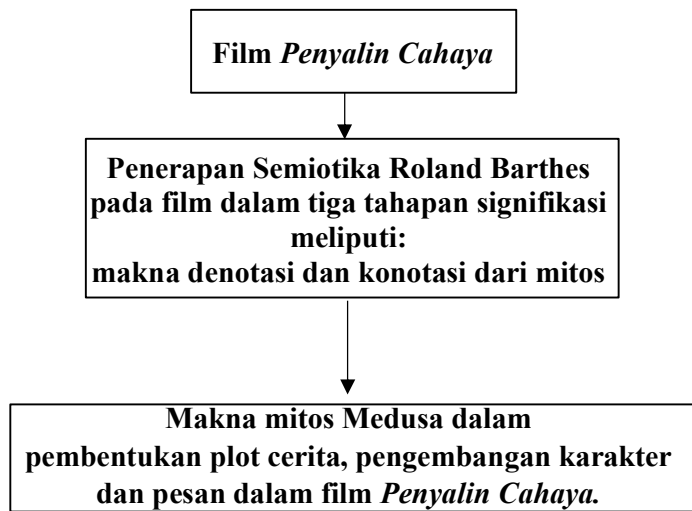 Film Penyalin Cahaya
Penerapan Semiotika Roland Barthes
pada film dalam tiga tahapan signifikasi
meliputi:
makna denotasi dan konotasi dari mitos
Makna mitos Medusa dalam
pembentukan plot cerita, pengembangan karakter
dan pesan dalam film Penyalin Cahaya.